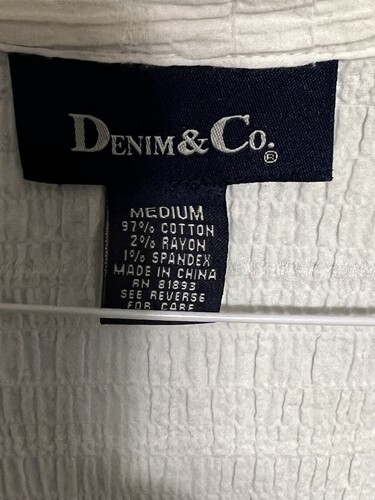 DENIM & CO.®
MEDIUM
97% COTTON
2% RAYON
1% SPANDEX
MADE IN CHINA
RN 81893
SEE REVERSE
FOR CARE